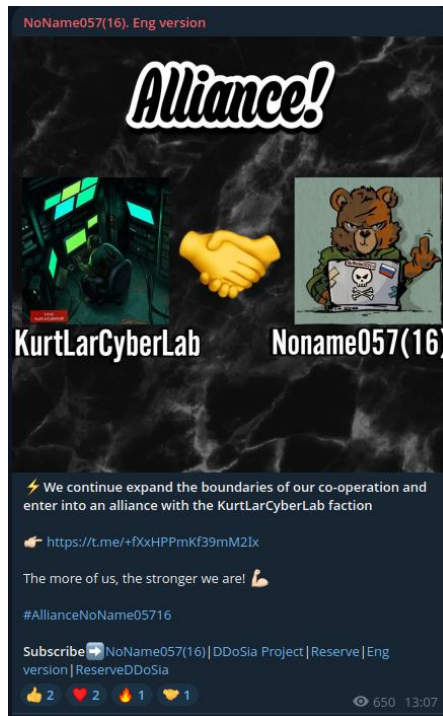 NoName057(16). Eng version
Alliance!
KurtLarCyberLab
Noname057(16)
⚡ We continue expand the boundaries of our co-operation and
enter into an alliance with the KurtLarCyberLab faction
👉 https://t.me/+fXxHPPmKf39mM2Ix
The more of us, the stronger we are! 💪
#AllianceNoName05716
Subscribe➡NoName057(16)|DDoSia Project|Reserve|Eng
version|ReserveDDoSia
👍 2 ❤ 2 🔥 1 🤝 1
650 13:07